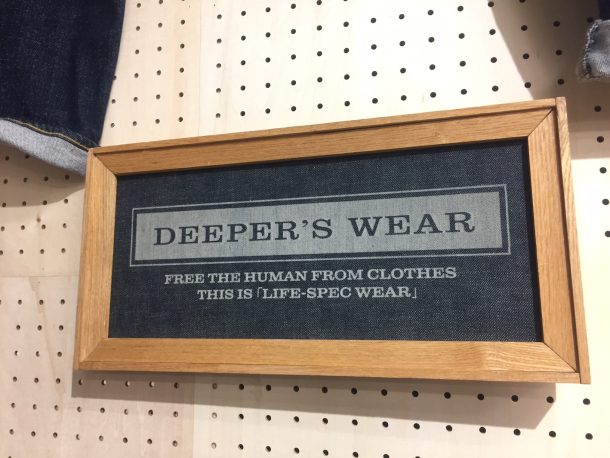 DEEPER'S WEAR
FREE THE HUMAN FROM CLOTHES
THIS IS「LIFE-SPEC WEAR」